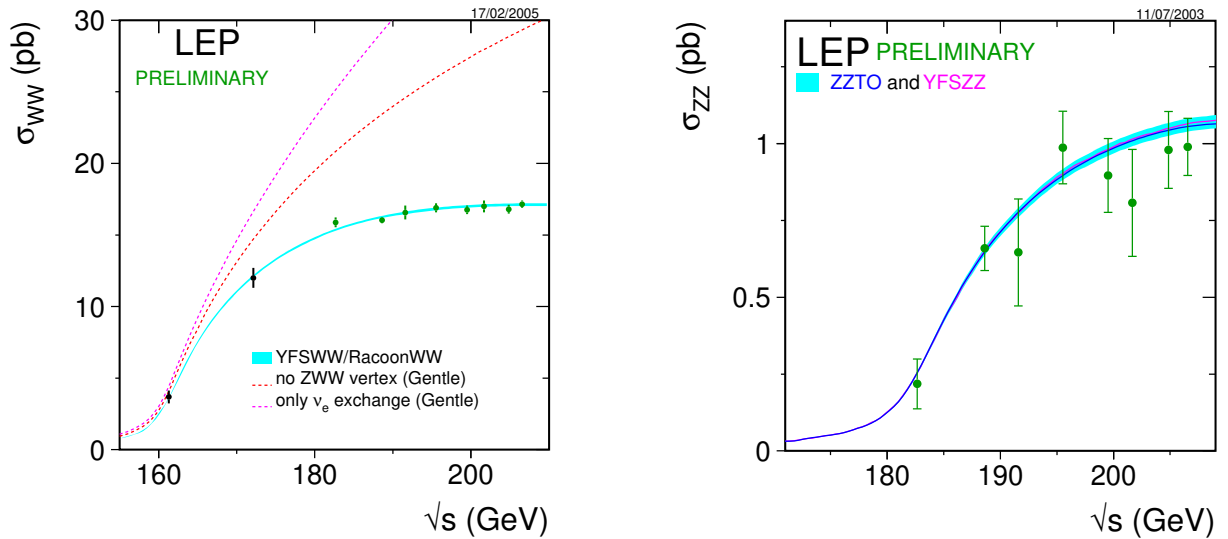 17/02/2005
LEP
PRELIMINARY
σWW (pb)
30
20
10
0
YFSWW/RacoonWW
no ZWW vertex (Gentle)
only νe exchange (Gentle)
160 180 200
√s (GeV)
11/07/2003
LEP PRELIMINARY
ZZTO and YFSZZ
σZZ (pb)
1
0.5
0
180 190 200
√s (GeV)